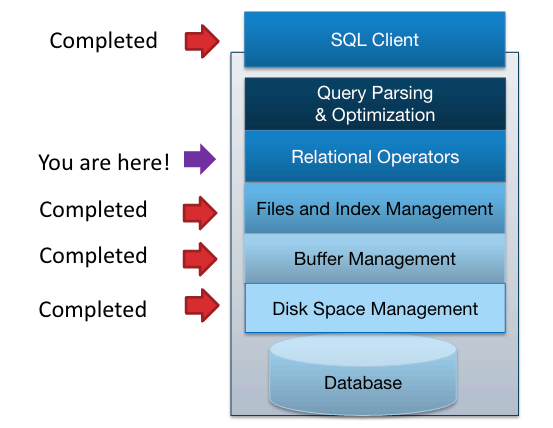 Completed
SQL Client
Query Parsing
& Optimization
You are here!
Relational Operators
Completed
Files and Index Management
Completed
Buffer Management
Completed
Disk Space Management
Database